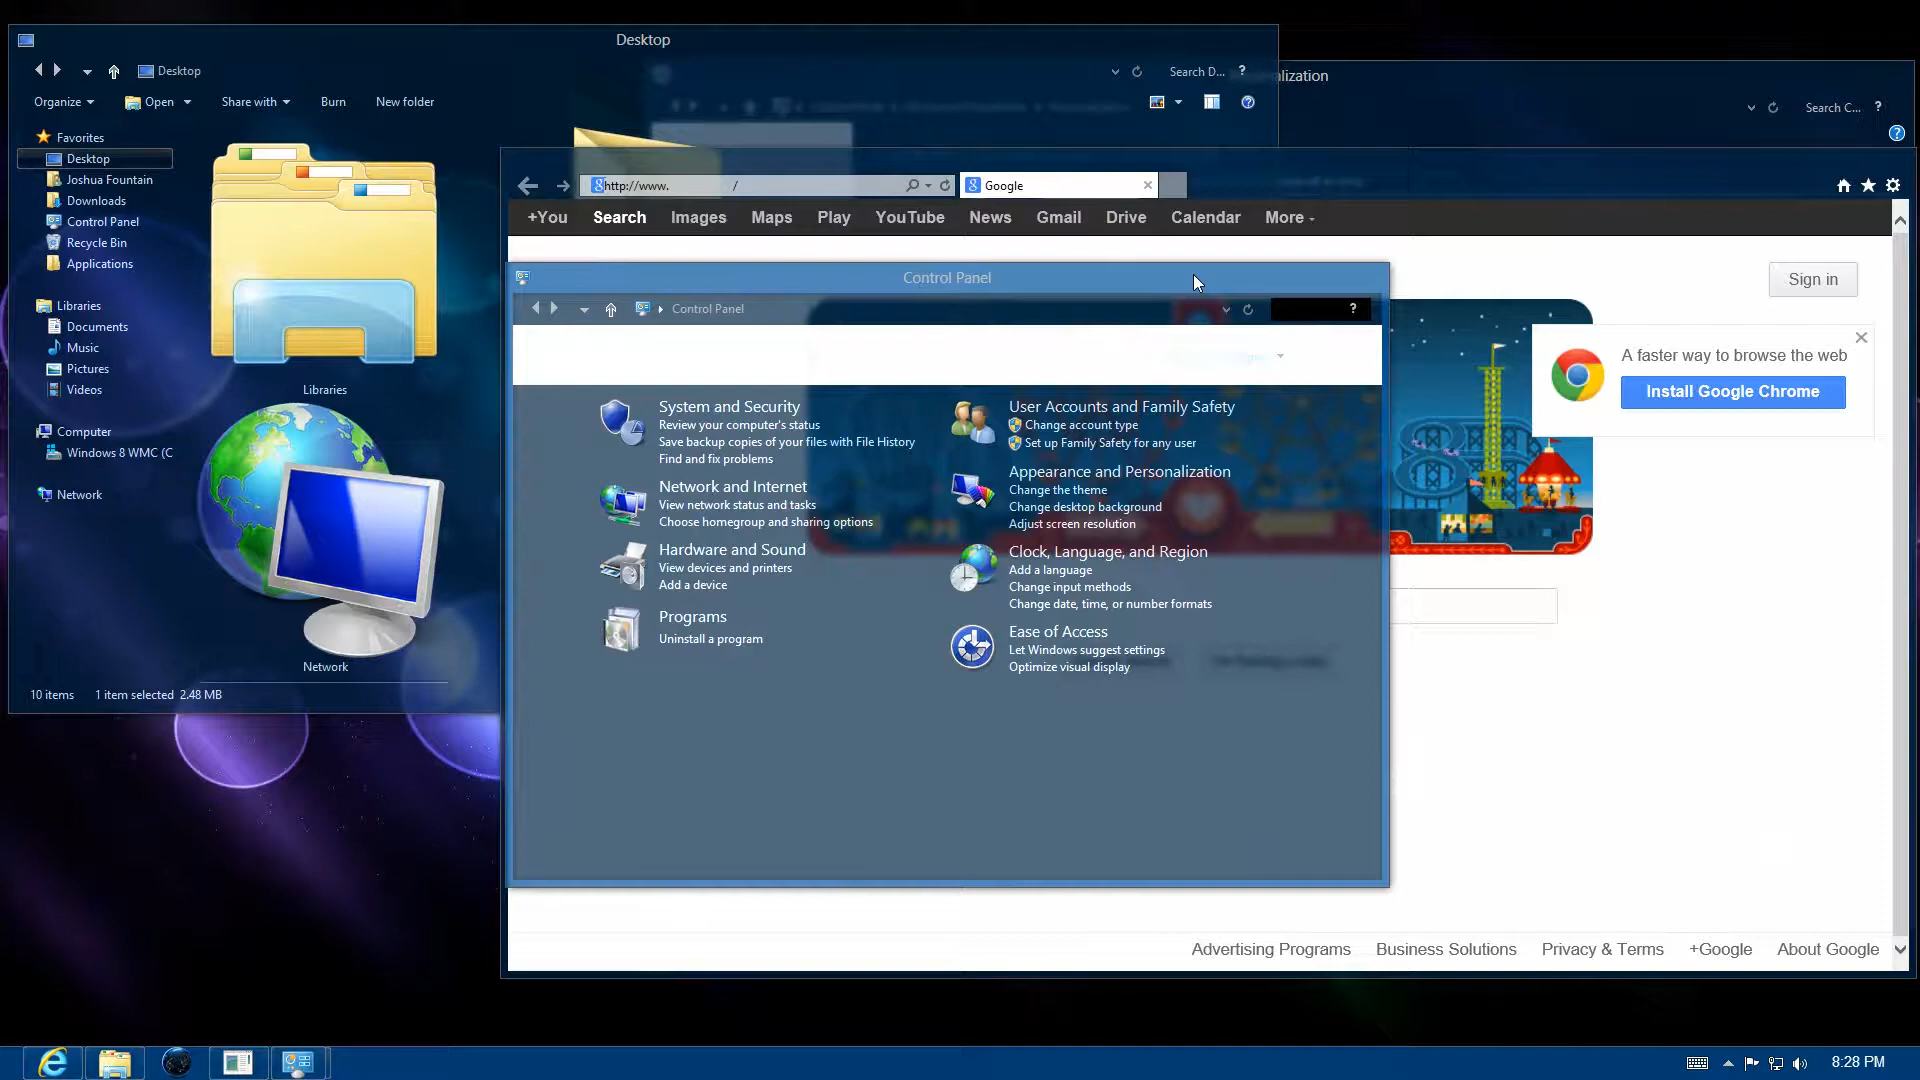 Desktop
Desktop
Search D...
?
Organize
Open
Share with
Burn
New folder
Favorites
Desktop
Joshua Fountain
Downloads
Control Panel
Recycle Bin
Applications
Libraries
Documents
Music
Pictures
Videos
Computer
Windows 8 WMC (C
Network
Libraries
Network
10 items
1 item selected 2.48 MB
Search C...
?
http://www.
/
Google
+You
Search
Images
Maps
Play
YouTube
News
Gmail
Drive
Calendar
More
Sign in
A faster way to browse the web
Install Google Chrome
Control Panel
Control Panel
?
System and Security
Review your computer's status
Save backup copies of your files with File History
Find and fix problems
Network and Internet
View network status and tasks
Choose homegroup and sharing options
Hardware and Sound
View devices and printers
Add a device
Programs
Uninstall a program
User Accounts and Family Safety
Change account type
Set up Family Safety for any user
Appearance and Personalization
Change the theme
Change desktop background
Adjust screen resolution
Clock, Language, and Region
Add a language
Change input methods
Change date, time, or number formats
Ease of Access
Let Windows suggest settings
Optimize visual display
Advertising Programs
Business Solutions
Privacy & Terms
+Google
About Google
8:28 PM